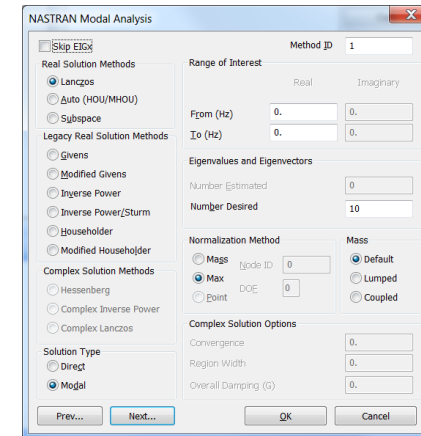 NASTRAN Modal Analysis
X
Skip EIGx
Method ID 1
Real Solution Methods
Lanczos
Auto (HOU/MHOU)
Subspace
Legacy Real Solution Methods
Givens
Modified Givens
Inverse Power
Inverse Power/Sturm
Householder
Modified Householder
Complex Solution Methods
Hessenberg
Complex Inverse Power
Complex Lanczos
Solution Type
Direct
Modal
Range of Interest
Real Imaginary
From (Hz) 0. 0.
To (Hz) 0. 0.
Eigenvalues and Eigenvectors
Number Estimated 0
Number Desired 10
Normalization Method
Mass
Max
Point
Node ID 0
DOF 0
Mass
Default
Lumped
Coupled
Complex Solution Options
Convergence 0.
Region Width 0.
Overall Damping (G) 0.
Prev... Next... OK Cancel